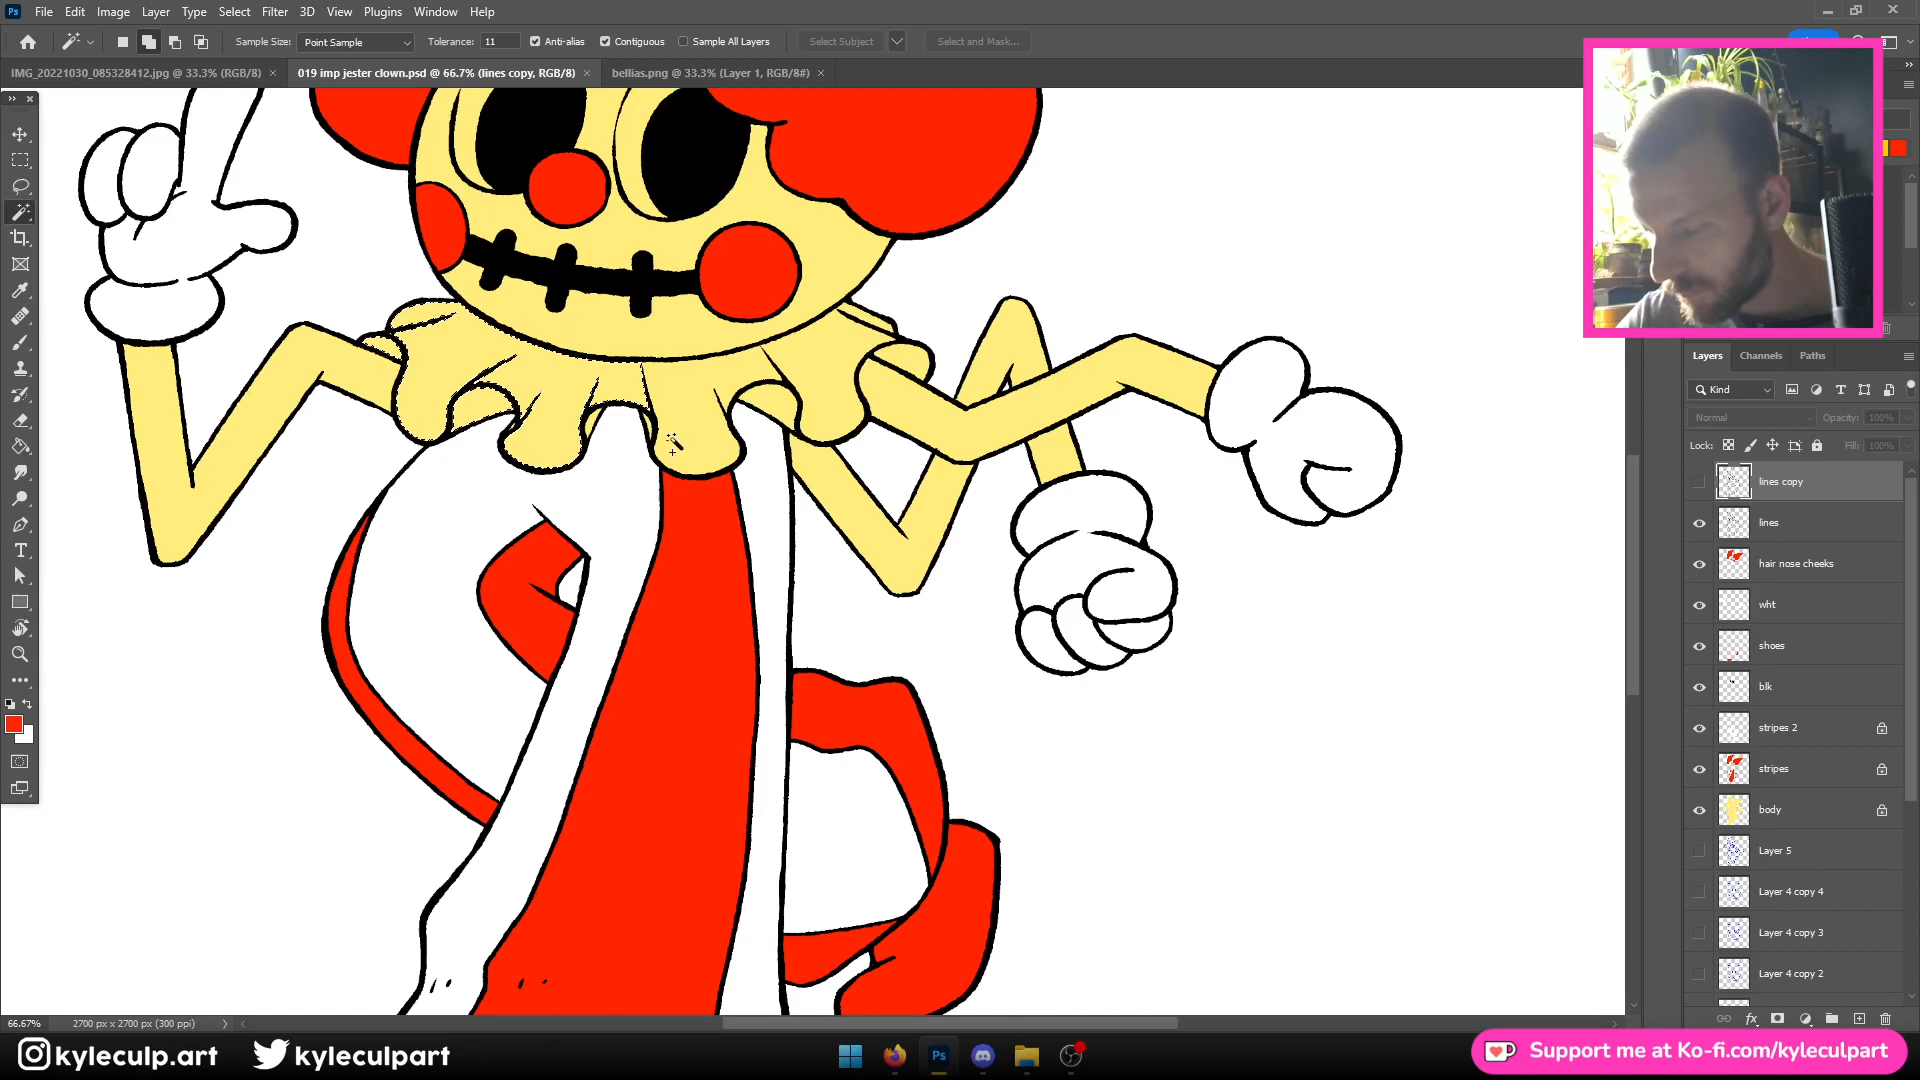 File Edit Image Layer Type Select Filter 3D View Plugins Window Help
Sample Size: Point Sample Tolerance: 11 Anti-alias Contiguous Sample All Layers Select Subject Select and Mask...
IMG_20221030_085328412.jpg @ 33.3% (RGB/8) × 019 imp jester clown.psd @ 66.7% (lines copy, RGB/8) × bellias.png @ 33.3% (Layer 1, RGB/8#) ×
Layers Channels Paths
Kind
Normal Opacity: 100%
Lock: Fill: 100%
lines copy
lines
hair nose cheeks
wht
shoes
blk
stripes 2
stripes
body
Layer 5
Layer 4 copy 4
Layer 4 copy 3
Layer 4 copy 2
66.67% 2700 px x 2700 px (300 ppi)
kyleculp.art kyleculpart
Support me at Ko-fi.com/kyleculpart